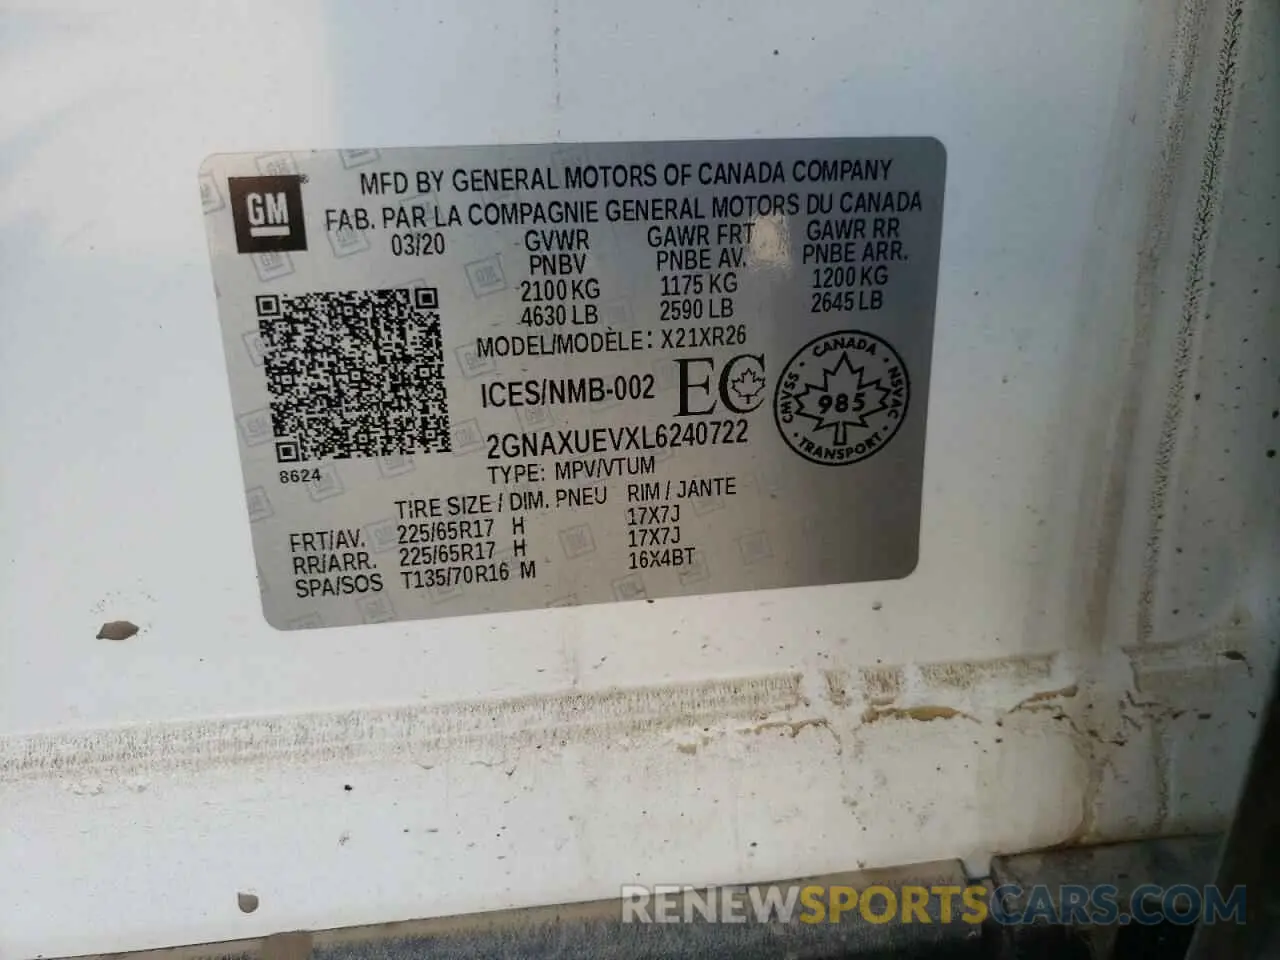 GM
MFD BY GENERAL MOTORS OF CANADA COMPANY
FAB. PAR LA COMPAGNIE GENERAL MOTORS DU CANADA
03/20 GVWR GAWR FRT GAWR RR
PNBV PNBE AV. PNBE ARR.
2100 KG 1175 KG 1200 KG
4630 LB 2590 LB 2645 LB
MODEL/MODÈLE: X21XR26
ICES/NMB-002 EC
CANADA
CMVSS 985 NSVAC
TRANSPORT
2GNAXUEVXL6240722
8624
TYPE: MPV/VTUM
TIRE SIZE / DIM. PNEU RIM / JANTE
FRT/AV. 225/65R17 H 17X7J
RR/ARR. 225/65R17 H 17X7J
SPA/SOS T135/70R16 M 16X4BT
RENEWSPORTSCARS.COM